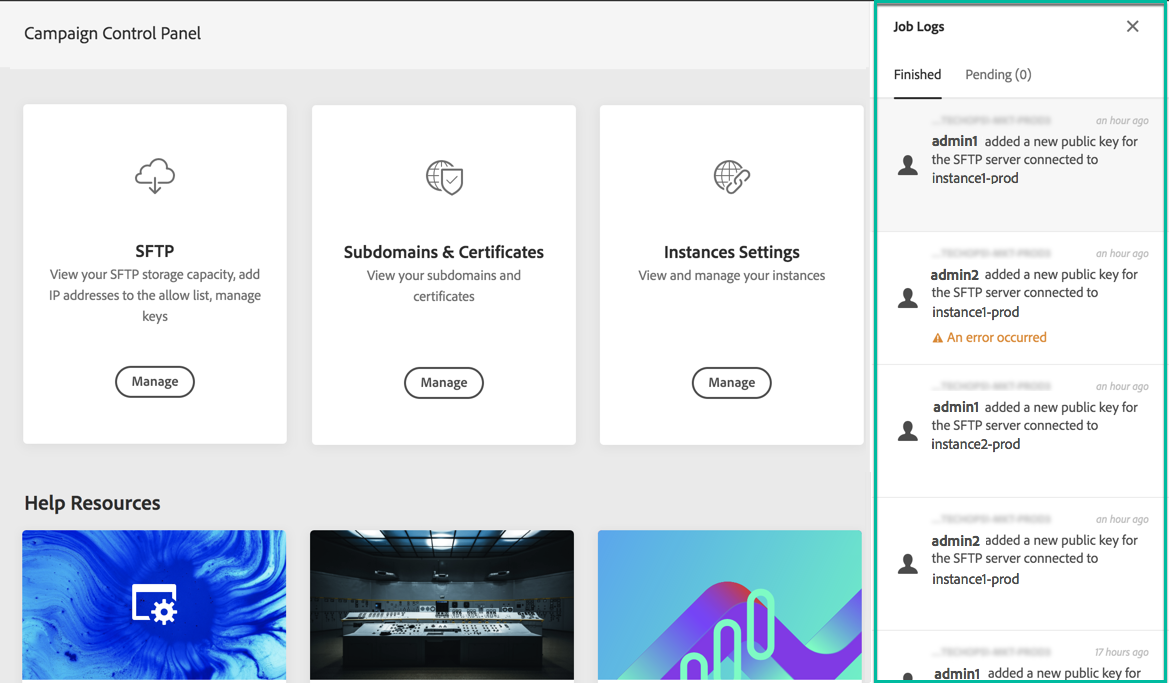 Campaign Control Panel
SFTP
View your SFTP storage capacity, add
IP addresses to the allow list, manage
keys
Manage
Subdomains & Certificates
View your subdomains and
certificates
Manage
Instances Settings
View and manage your instances
Manage
Help Resources
Job Logs
Finished
Pending (0)
an hour ago
admin1 added a new public key for
the SFTP server connected to
instance1-prod
an hour ago
admin2 added a new public key for
the SFTP server connected to
instance1-prod
An error occurred
an hour ago
admin1 added a new public key for
the SFTP server connected to
instance2-prod
an hour ago
admin2 added a new public key for
the SFTP server connected to
instance1-prod
17 hours ago
admin1 added a new public key for